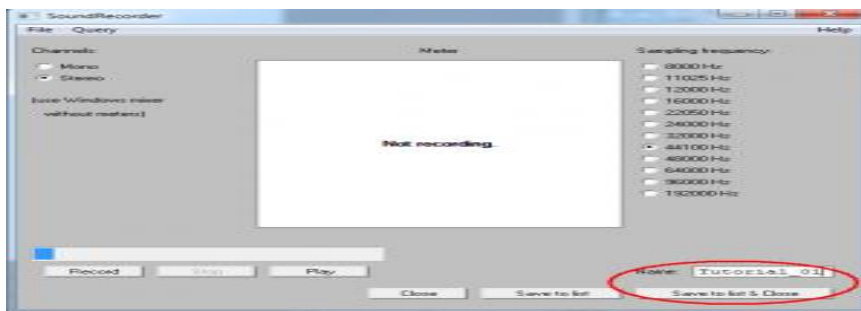 SoundRecorder
File Query Help
Channels:
Mono
Stereo
(use Windows mixer
without meters)
Meter
Not recording.
Sampling frequency:
8000 Hz
11025 Hz
12000 Hz
16000 Hz
22050 Hz
24000 Hz
32000 Hz
44100 Hz
48000 Hz
64000 Hz
96000 Hz
192000 Hz
Record Stop Play
Name: Tutorial_01
Close Save to list Save to list & Close